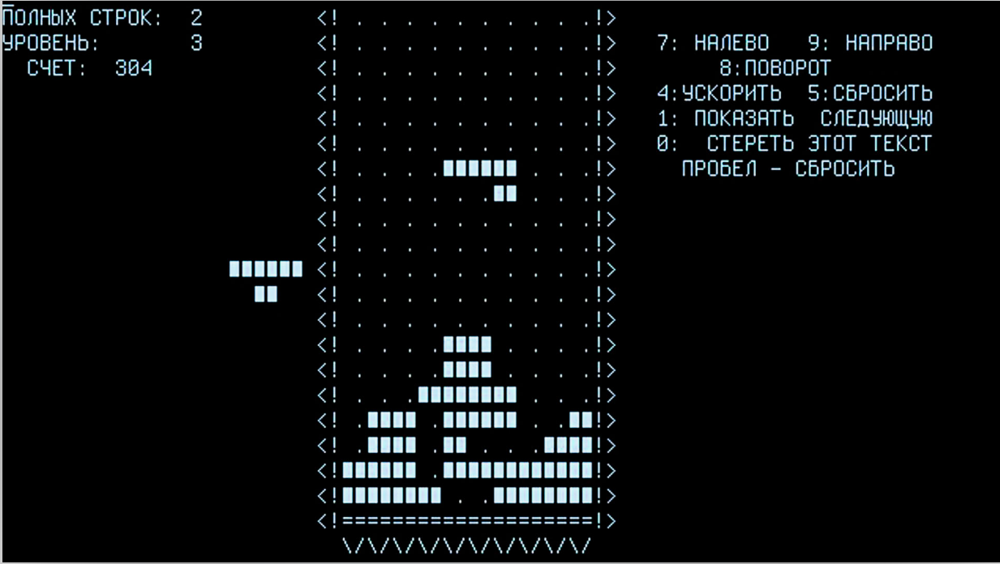 ПОЛНЫХ СТРОК: 2
УРОВЕНЬ: 3
СЧЕТ: 304
7: НАЛЕВО 9: НАПРАВО
8:ПОВОРОТ
4:УСКОРИТЬ 5:СБРОСИТЬ
1: ПОКАЗАТЬ СЛЕДУЮЩУЮ
0: СТЕРЕТЬ ЭТОТ ТЕКСТ
ПРОБЕЛ - СБРОСИТЬ